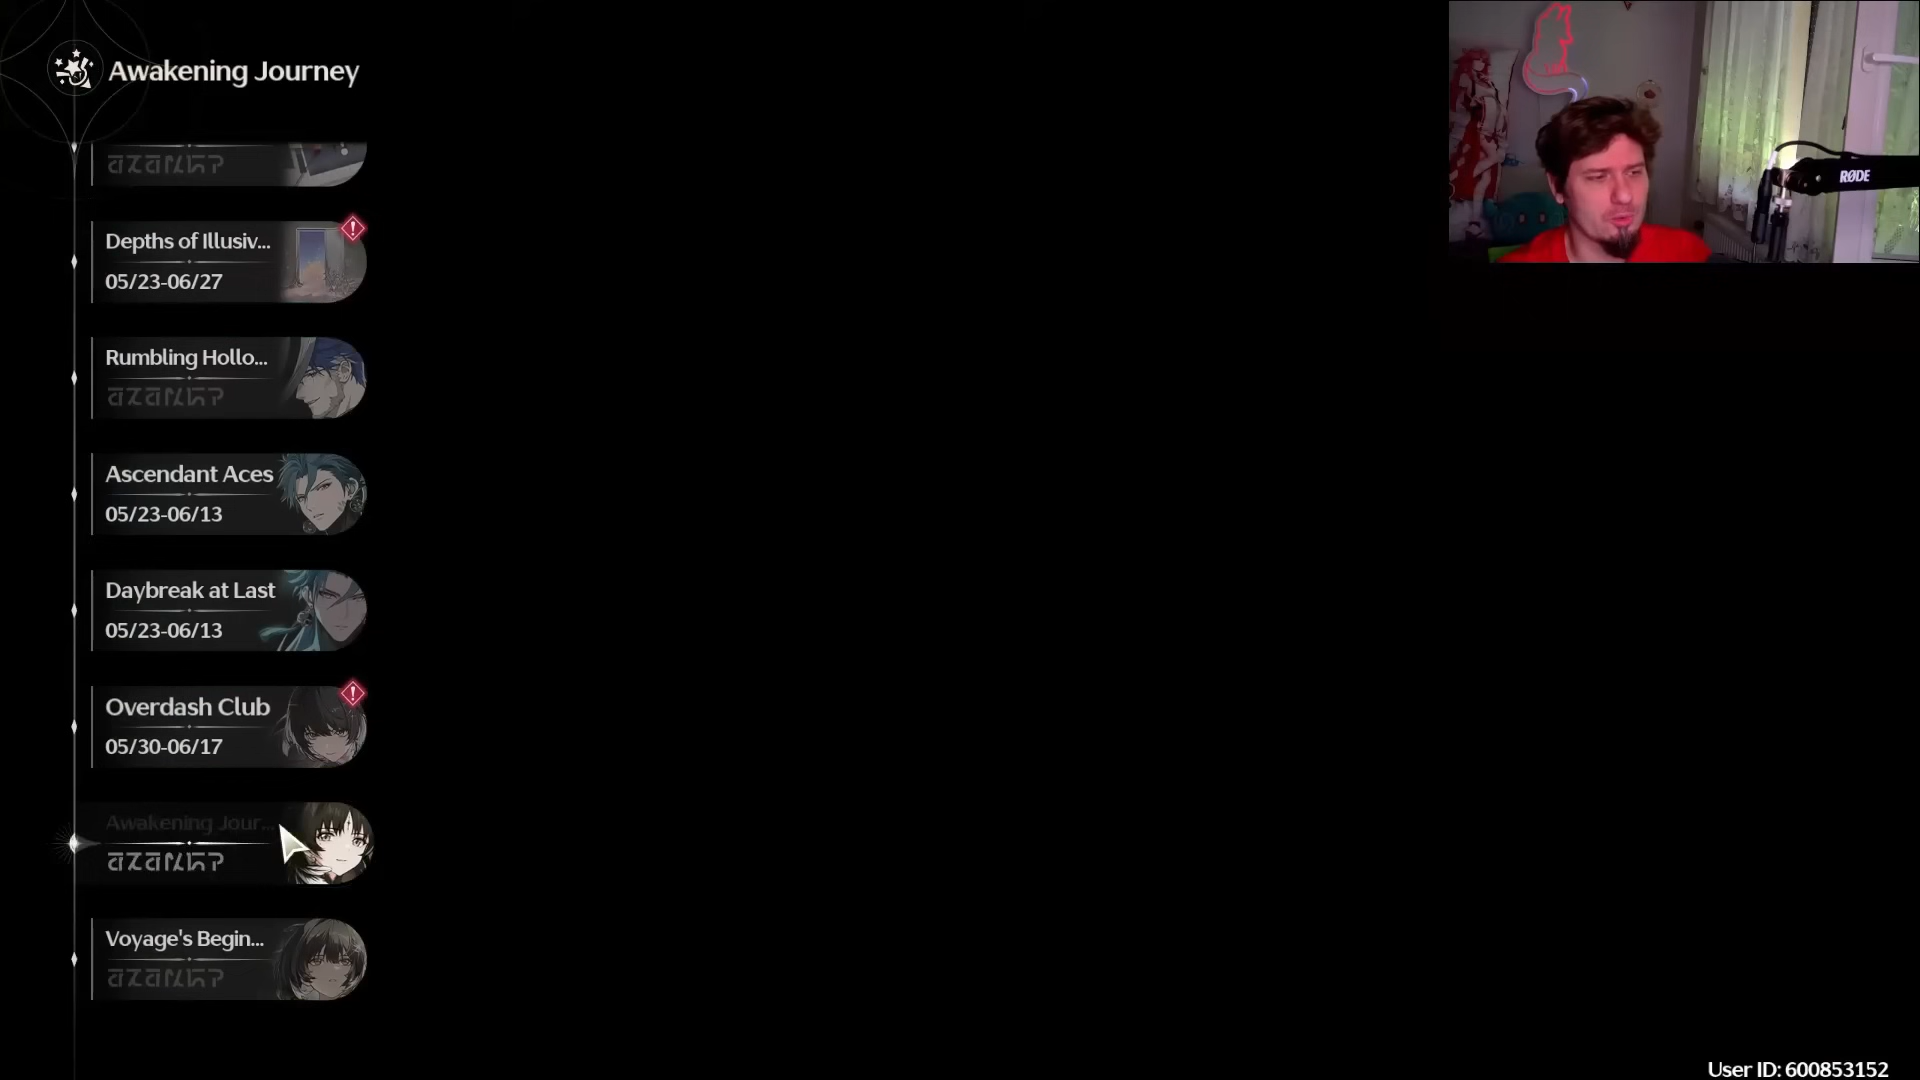 Awakening Journey
Depths of Illusiv...
05/23-06/27
Rumbling Hollo...
Ascendant Aces
05/23-06/13
Daybreak at Last
05/23-06/13
Overdash Club
05/30-06/17
Awakening Jour...
Voyage's Begin...
RØDE
User ID: 600853152